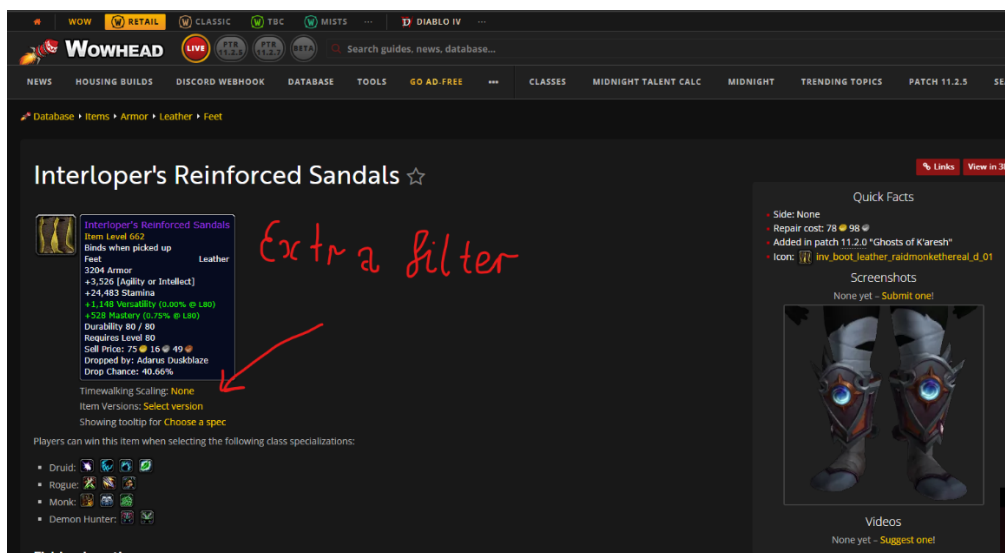 WOW
RETAIL
CLASSIC
TBC
MISTS
...
DIABLO IV
...
WOWHEAD
LIVE
PTR 11.2.5
PTR 11.2.7
BETA
Search guides, news, database...
NEWS
HOUSING BUILDS
DISCORD WEBHOOK
DATABASE
TOOLS
GO AD-FREE
...
CLASSES
MIDNIGHT TALENT CALC
MIDNIGHT
TRENDING TOPICS
PATCH 11.2.5
SE
Database › Items › Armor › Leather › Feet
Interloper's Reinforced Sandals
Links
View in 3D
Interloper's Reinforced Sandals
Item Level 662
Binds when picked up
Feet Leather
3204 Armor
+3,526 [Agility or Intellect]
+24,483 Stamina
+1,148 Versatility (0.00% @ L80)
+528 Mastery (0.75% @ L80)
Durability 80 / 80
Requires Level 80
Sell Price: 75 16 49
Dropped by: Adarus Duskblaze
Drop Chance: 40.66%
Extra filter
Timewalking Scaling: None
Item Versions: Select version
Showing tooltip for Choose a spec
Players can win this item when selecting the following class specializations:
Druid:
Rogue:
Monk:
Demon Hunter:
Quick Facts
Side: None
Repair cost: 78 98
Added in patch 11.2.0 "Ghosts of K'aresh"
Icon: inv_boot_leather_raidmonkethereal_d_01
Screenshots
None yet – Submit one!
Videos
None yet – Suggest one!